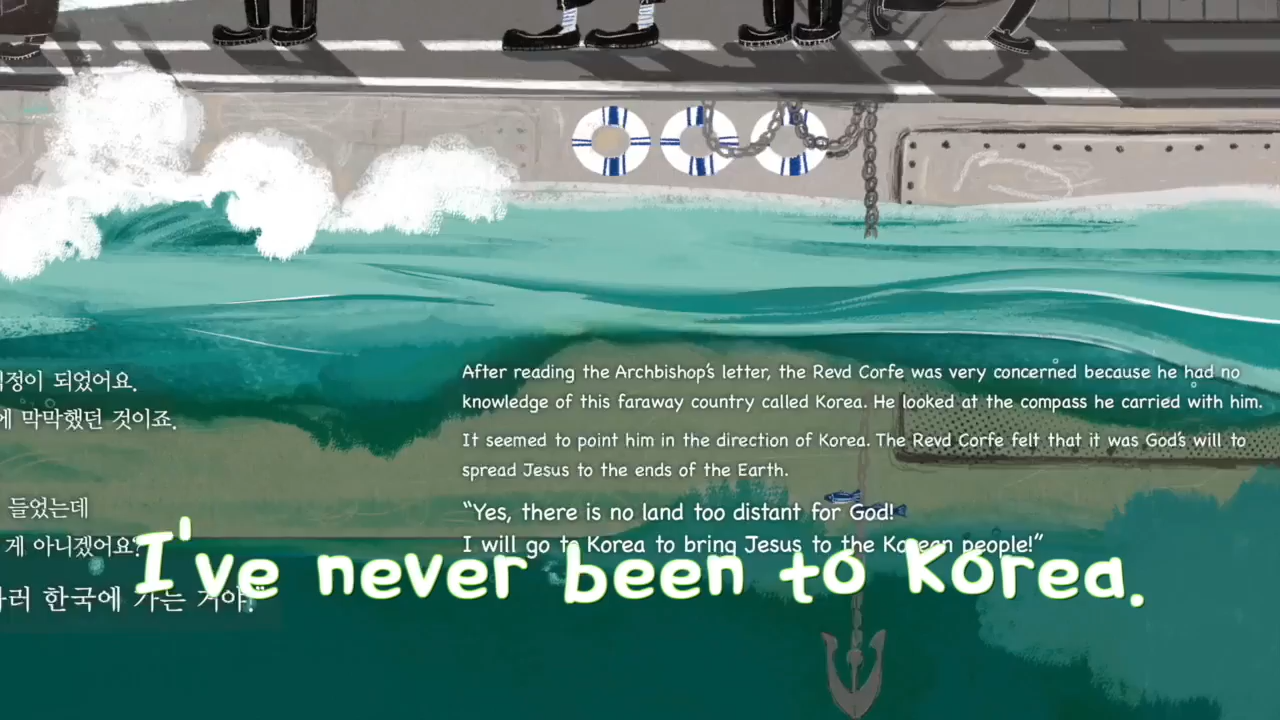 정이 되었어요.
에 막막했던 것이죠.
들었는데
게 아니겠어요?
러 한국에 가는 거야!”
After reading the Archbishop's letter, the Revd Corfe was very concerned because he had no
knowledge of this faraway country called Korea. He looked at the compass he carried with him.
It seemed to point him in the direction of Korea. The Revd Corfe felt that it was God's will to
spread Jesus to the ends of the Earth.
“Yes, there is no land too distant for God!
I will go to Korea to bring Jesus to the Korean people!”
I've never been to Korea.